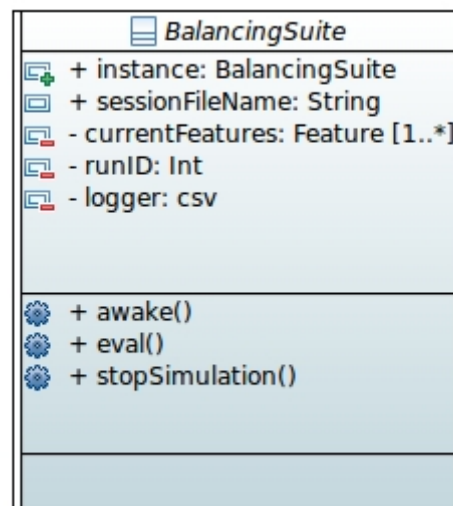 BalancingSuite
+ instance: BalancingSuite
+ sessionFileName: String
- currentFeatures: Feature [1..*]
- runID: Int
- logger: csv
+ awake()
+ eval()
+ stopSimulation()